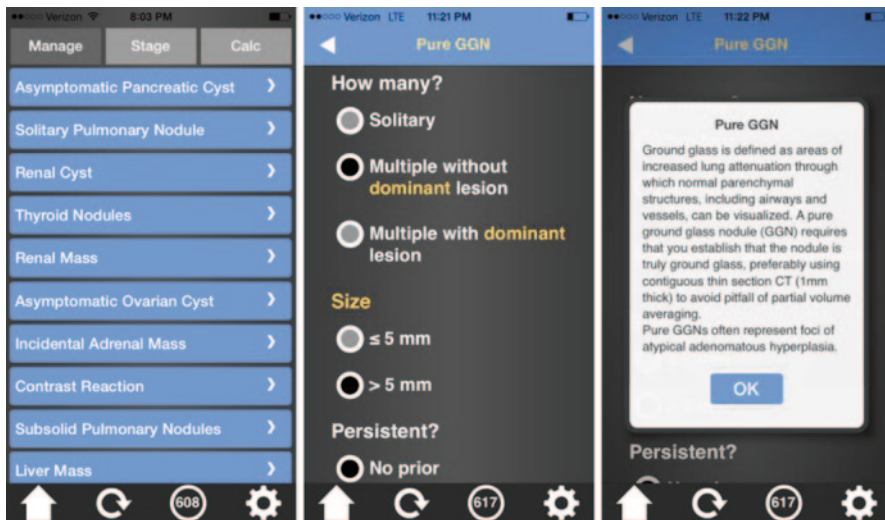 Verizon 8:03 PM
Manage Stage Calc
Asymptomatic Pancreatic Cyst
Solitary Pulmonary Nodule
Renal Cyst
Thyroid Nodules
Renal Mass
Asymptomatic Ovarian Cyst
Incidental Adrenal Mass
Contrast Reaction
Subsolid Pulmonary Nodules
Liver Mass
608
Verizon LTE 11:21 PM
Pure GGN
How many?
Solitary
Multiple without
dominant lesion
Multiple with dominant
lesion
Size
≤ 5 mm
> 5 mm
Persistent?
No prior
617
Verizon LTE 11:22 PM
Pure GGN
Pure GGN
Ground glass is defined as areas of
increased lung attenuation through
which normal parenchymal
structures, including airways and
vessels, can be visualized. A pure
ground glass nodule (GGN) requires
that you establish that the nodule is
truly ground glass, preferably using
contiguous thin section CT (1mm
thick) to avoid pitfall of partial volume
averaging.
Pure GGNs often represent foci of
atypical adenomatous hyperplasia.
OK
Persistent?
617